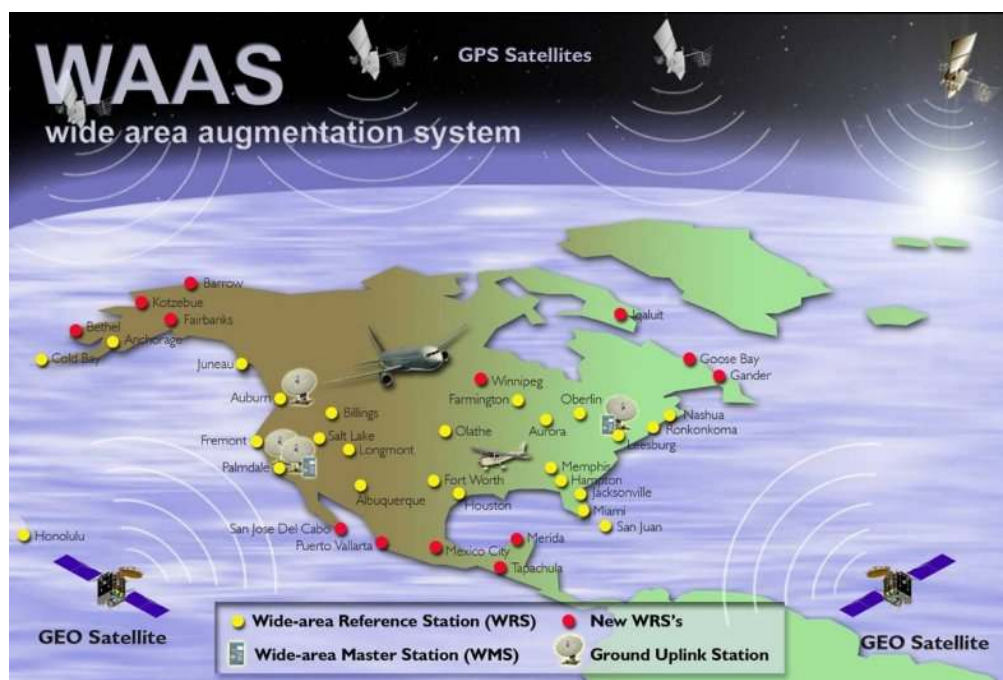 WAAS
wide area augmentation system
GPS Satellites
Barrow
Kotzebue
Fairbanks
Bethel
Anchorage
Cold Bay
Juneau
Iqaluit
Goose Bay
Gander
Winnipeg
Farmington
Oberlin
Auburn
Billings
Nashua
Aurora
Ronkonkoma
Fremont
Salt Lake
Olathe
Leesburg
Longmont
Palmdale
Memphis
Fort Worth
Hampton
Albuquerque
Houston
Jacksonville
Miami
San Juan
San Jose Del Cabo
Honolulu
Puerto Vallarta
Mexico City
Merida
Tapachula
GEO Satellite
GEO Satellite
Wide-area Reference Station (WRS)
New WRS's
Wide-area Master Station (WMS)
Ground Uplink Station